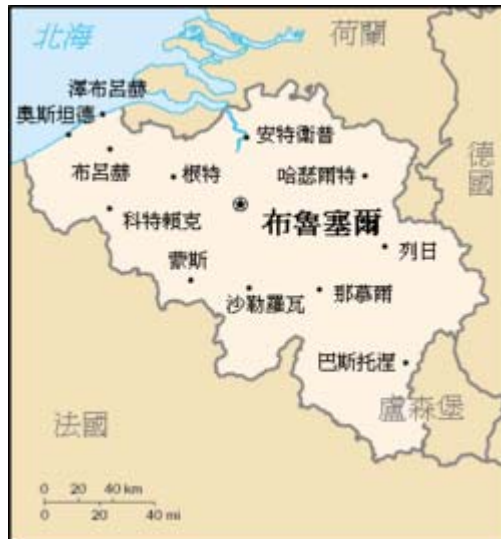 北海
荷蘭
澤布呂赫
奧斯坦德
安特衛普
德國
布呂赫
根特
哈瑟爾特
科特賴克
布魯塞爾
列日
蒙斯
沙勒羅瓦
那慕爾
巴斯托涅
盧森堡
法國
0 20 40 km
0 20 40 mi